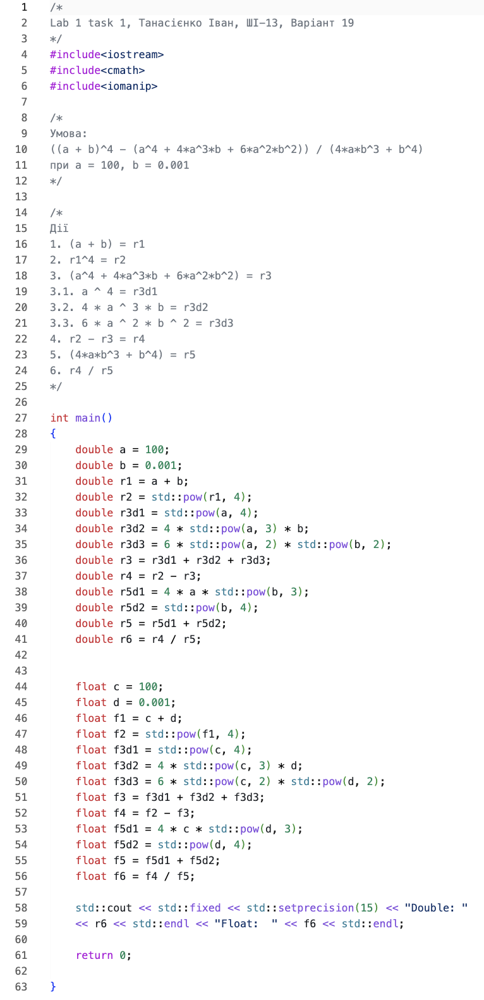 1 /*
2 Lab 1 task 1, Танасієнко Іван, ШІ-13, Варіант 19
3 */
4 #include<iostream>
5 #include<cmath>
6 #include<iomanip>
7
8 /*
9 Умова:
10 ((a + b)^4 - (a^4 + 4*a^3*b + 6*a^2*b^2)) / (4*a*b^3 + b^4)
11 при a = 100, b = 0.001
12 */
13
14 /*
15 Дії
16 1. (a + b) = r1
17 2. r1^4 = r2
18 3. (a^4 + 4*a^3*b + 6*a^2*b^2) = r3
19 3.1. a ^ 4 = r3d1
20 3.2. 4 * a ^ 3 * b = r3d2
21 3.3. 6 * a ^ 2 * b ^ 2 = r3d3
22 4. r2 - r3 = r4
23 5. (4*a*b^3 + b^4) = r5
24 6. r4 / r5
25 */
26
27 int main()
28 {
29     double a = 100;
30     double b = 0.001;
31     double r1 = a + b;
32     double r2 = std::pow(r1, 4);
33     double r3d1 = std::pow(a, 4);
34     double r3d2 = 4 * std::pow(a, 3) * b;
35     double r3d3 = 6 * std::pow(a, 2) * std::pow(b, 2);
36     double r3 = r3d1 + r3d2 + r3d3;
37     double r4 = r2 - r3;
38     double r5d1 = 4 * a * std::pow(b, 3);
39     double r5d2 = std::pow(b, 4);
40     double r5 = r5d1 + r5d2;
41     double r6 = r4 / r5;
42
43
44     float c = 100;
45     float d = 0.001;
46     float f1 = c + d;
47     float f2 = std::pow(f1, 4);
48     float f3d1 = std::pow(c, 4);
49     float f3d2 = 4 * std::pow(c, 3) * d;
50     float f3d3 = 6 * std::pow(c, 2) * std::pow(d, 2);
51     float f3 = f3d1 + f3d2 + f3d3;
52     float f4 = f2 - f3;
53     float f5d1 = 4 * c * std::pow(d, 3);
54     float f5d2 = std::pow(d, 4);
55     float f5 = f5d1 + f5d2;
56     float f6 = f4 / f5;
57
58     std::cout << std::fixed << std::setprecision(15) << "Double: "
59     << r6 << std::endl << "Float:  " << f6 << std::endl;
60
61     return 0;
62
63 }